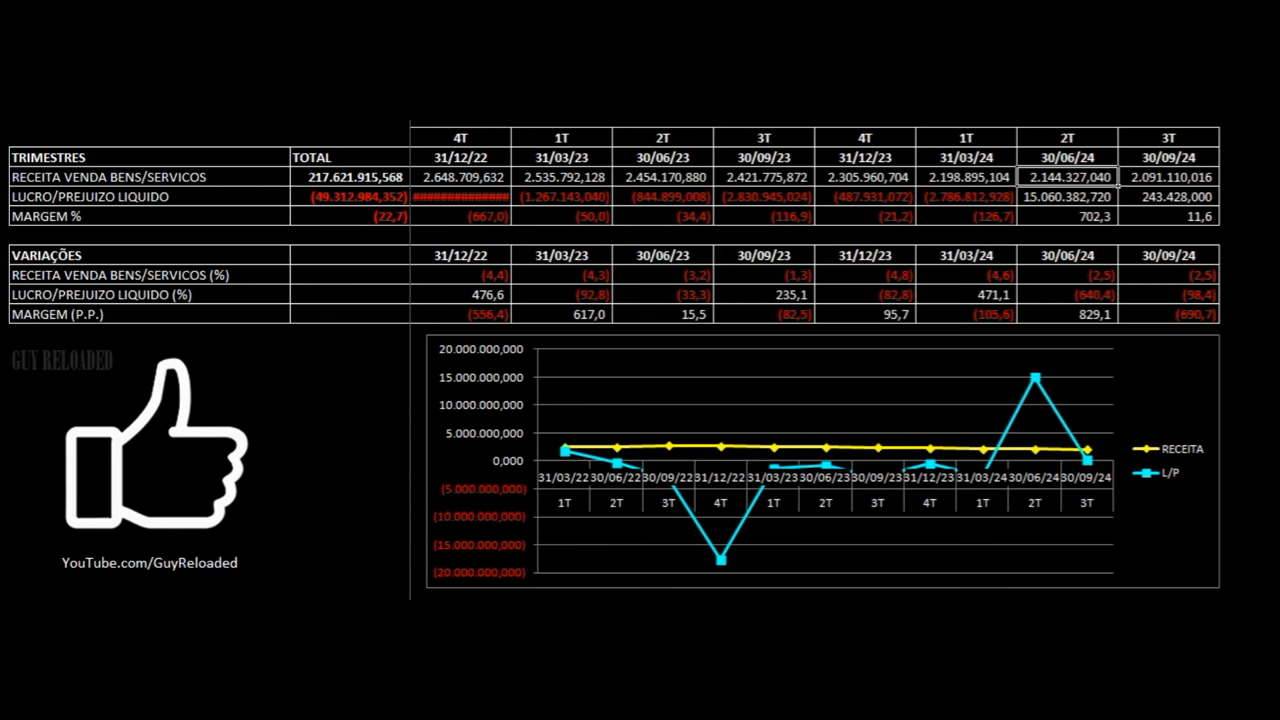 4T 1T 2T 3T 4T 1T 2T 3T
TRIMESTRES TOTAL 31/12/22 31/03/23 30/06/23 30/09/23 31/12/23 31/03/24 30/06/24 30/09/24
RECEITA VENDA BENS/SERVICOS 217.621.915,568 2.648.709,632 2.535.792,128 2.454.170,880 2.421.775,872 2.305.960,704 2.198.895,104 2.144.327,040 2.091.110,016
LUCRO/PREJUIZO LIQUIDO (49.312.984,352) ############## (1.267.143,040) (844.899,008) (2.830.945,024) (487.931,072) (2.786.812,928) 15.060.382,720 243.428,000
MARGEM % (22,7) (667,0) (50,0) (34,4) (116,9) (21,2) (126,7) 702,3 11,6
VARIAÇÕES 31/12/22 31/03/23 30/06/23 30/09/23 31/12/23 31/03/24 30/06/24 30/09/24
RECEITA VENDA BENS/SERVICOS (%) (4,4) (4,3) (3,2) (1,3) (4,8) (4,6) (2,5) (2,5)
LUCRO/PREJUIZO LIQUIDO (%) 476,6 (92,8) (33,3) 235,1 (82,8) 471,1 (640,4) (98,4)
MARGEM (P.P.) (556,4) 617,0 15,5 (82,5) 95,7 (105,6) 829,1 (690,7)
GUY RELOADED
YouTube.com/GuyReloaded
20.000.000,000
15.000.000,000
10.000.000,000
5.000.000,000
0,000
(5.000.000,000)
(10.000.000,000)
(15.000.000,000)
(20.000.000,000)
31/03/22 30/06/22 30/09/22 31/12/22 31/03/23 30/06/23 30/09/23 31/12/23 31/03/24 30/06/24 30/09/24
1T 2T 3T 4T 1T 2T 3T 4T 1T 2T 3T
RECEITA
L/P